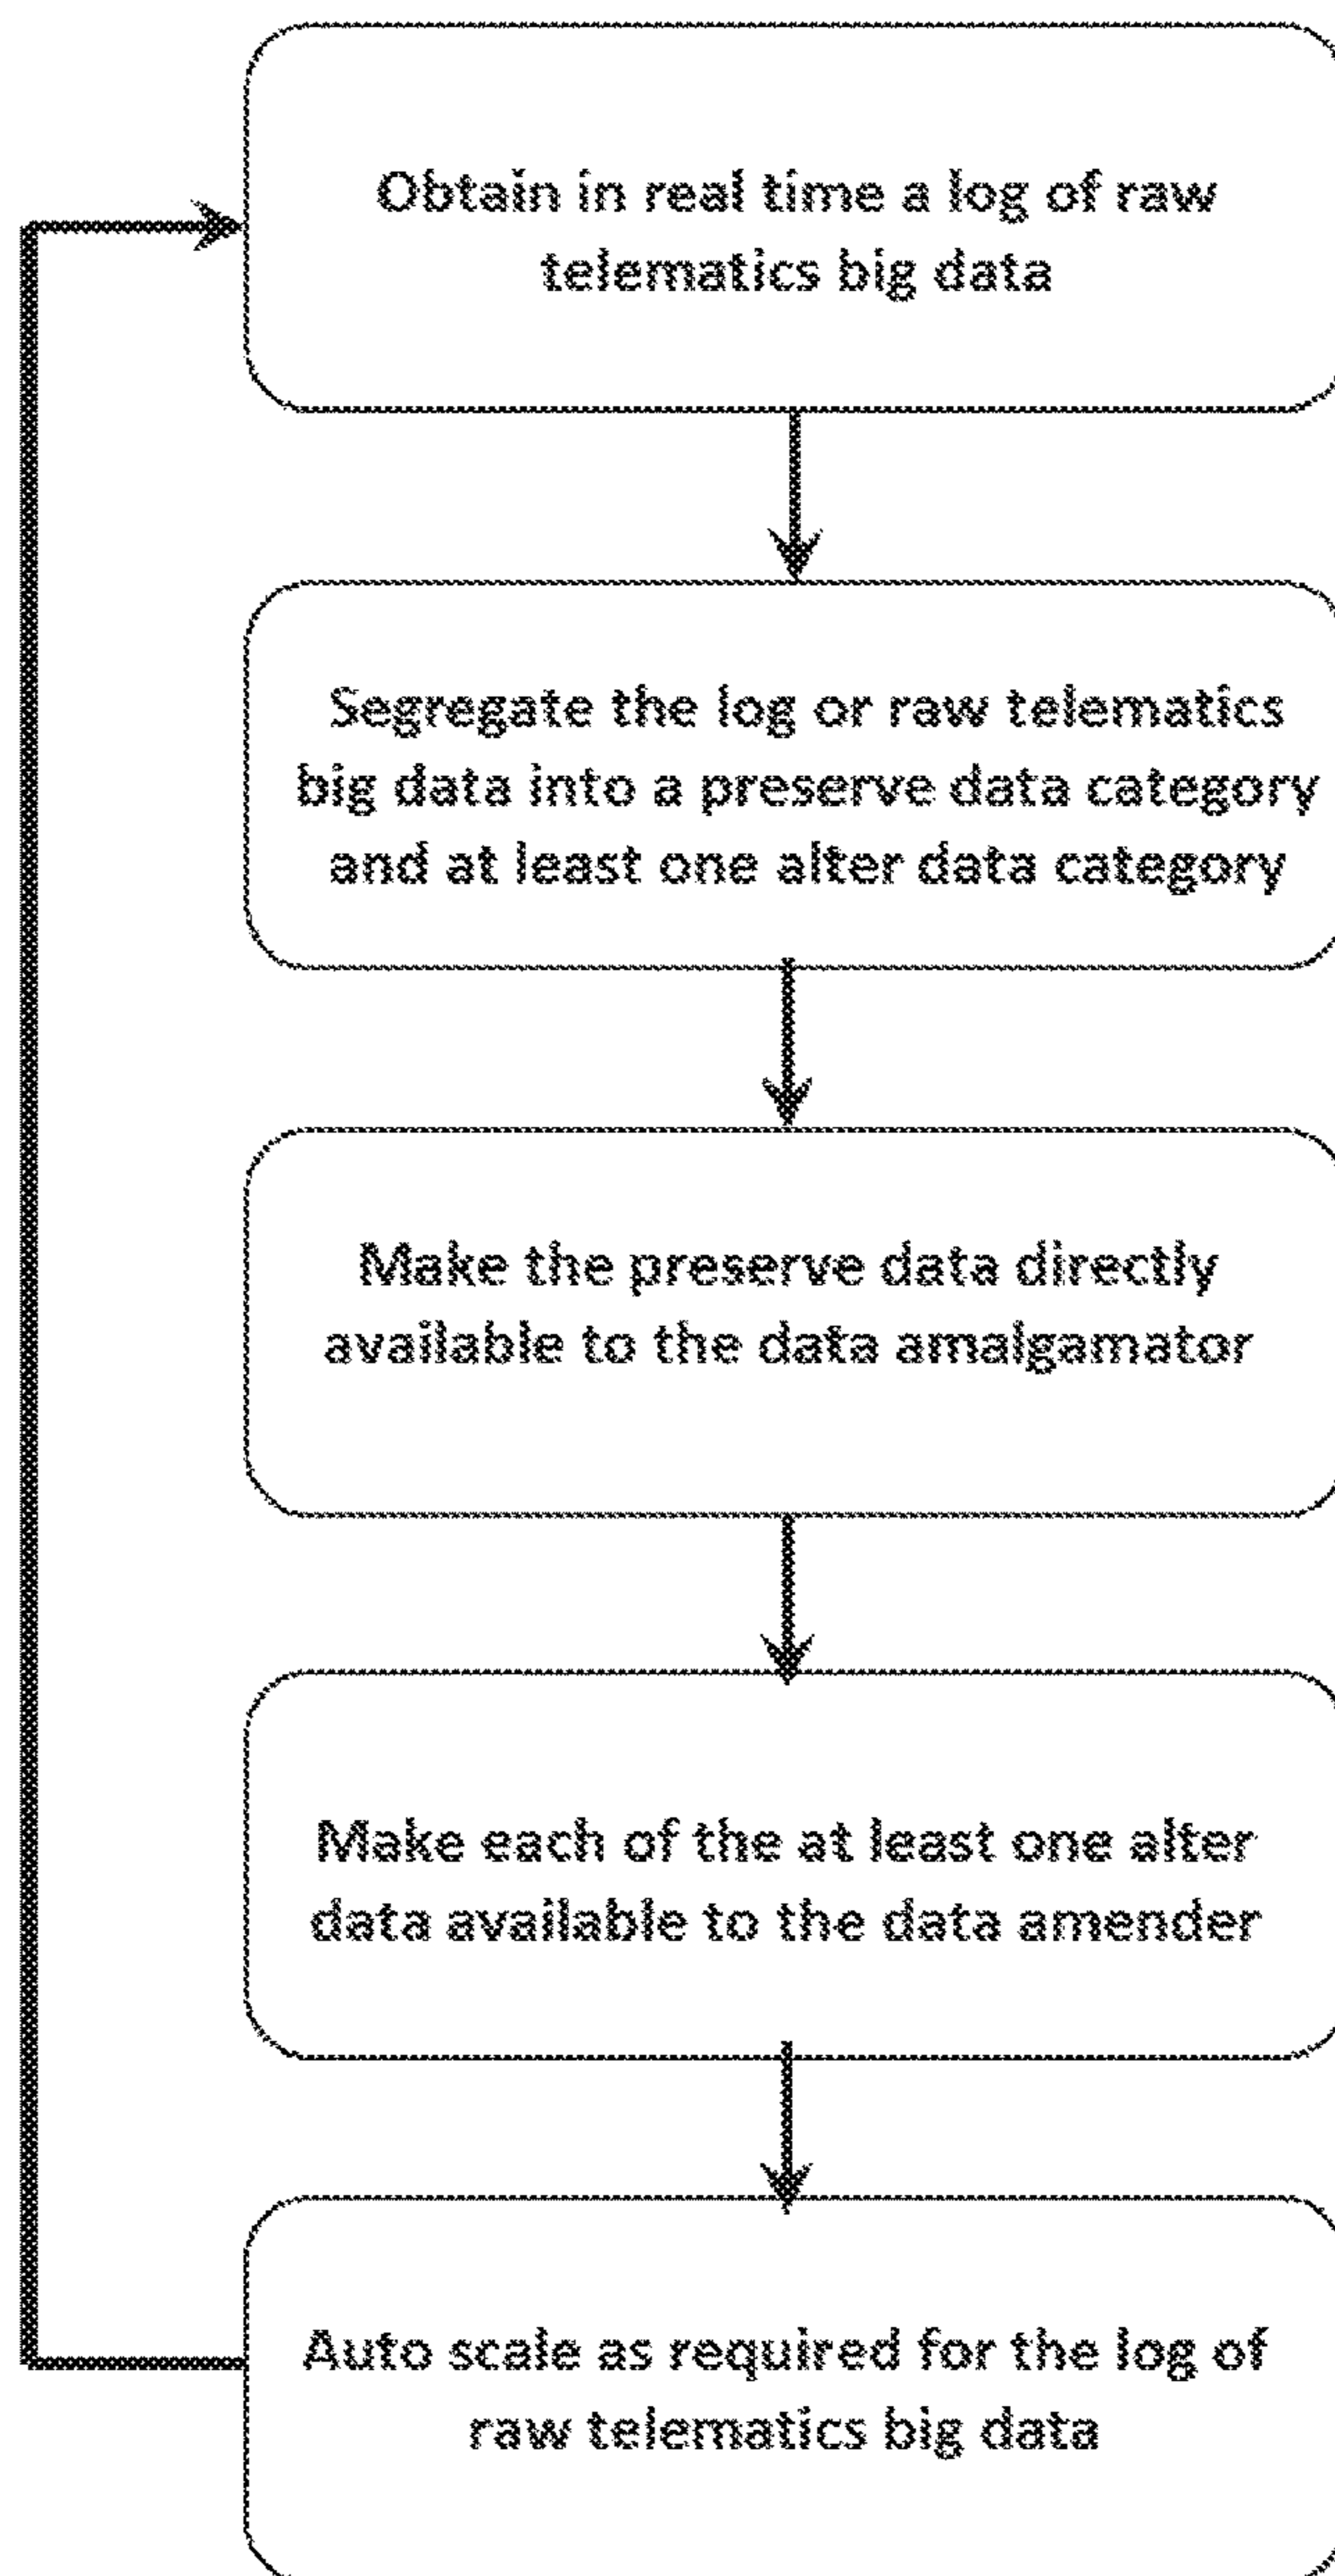 Obtain in real time a log of raw
telematics big data
Segregate the log or raw telematics
big data into a preserve data category
and at least one alter data category
Make the preserve data directly
available to the data amalgamator
Make each of the at least one alter
data available to the data amender
Auto scale as required for the log of
raw telematics big data